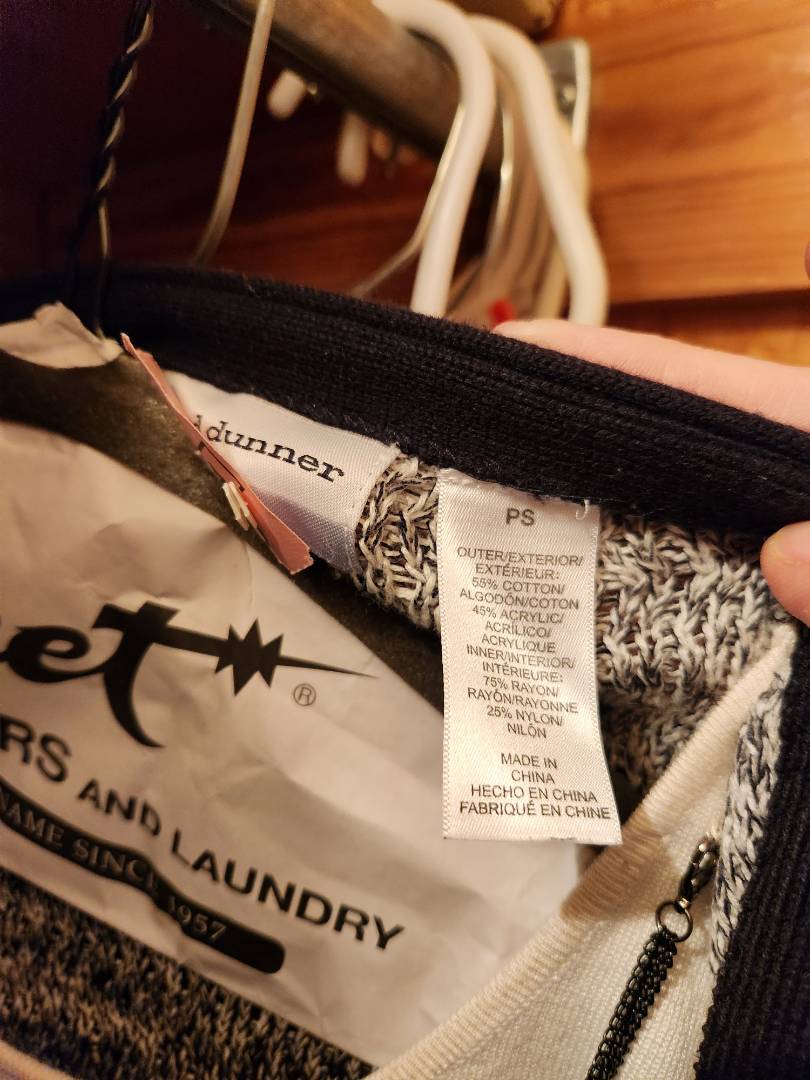 dunner
PS
OUTER/EXTERIOR/
EXTÉRIEUR:
55% COTTON/
ALGODÓN/COTON
45% ACRYLIC/
ACRÍLICO/
ACRYLIQUE
INNER/INTERIOR/
INTÉRIEURE:
75% RAYON/
RAYÓN/RAYONNE
25% NYLON/
NILÓN
MADE IN
CHINA
HECHO EN CHINA
FABRIQUÉ EN CHINE
et ®
RS AND LAUNDRY
NAME SINCE 1957